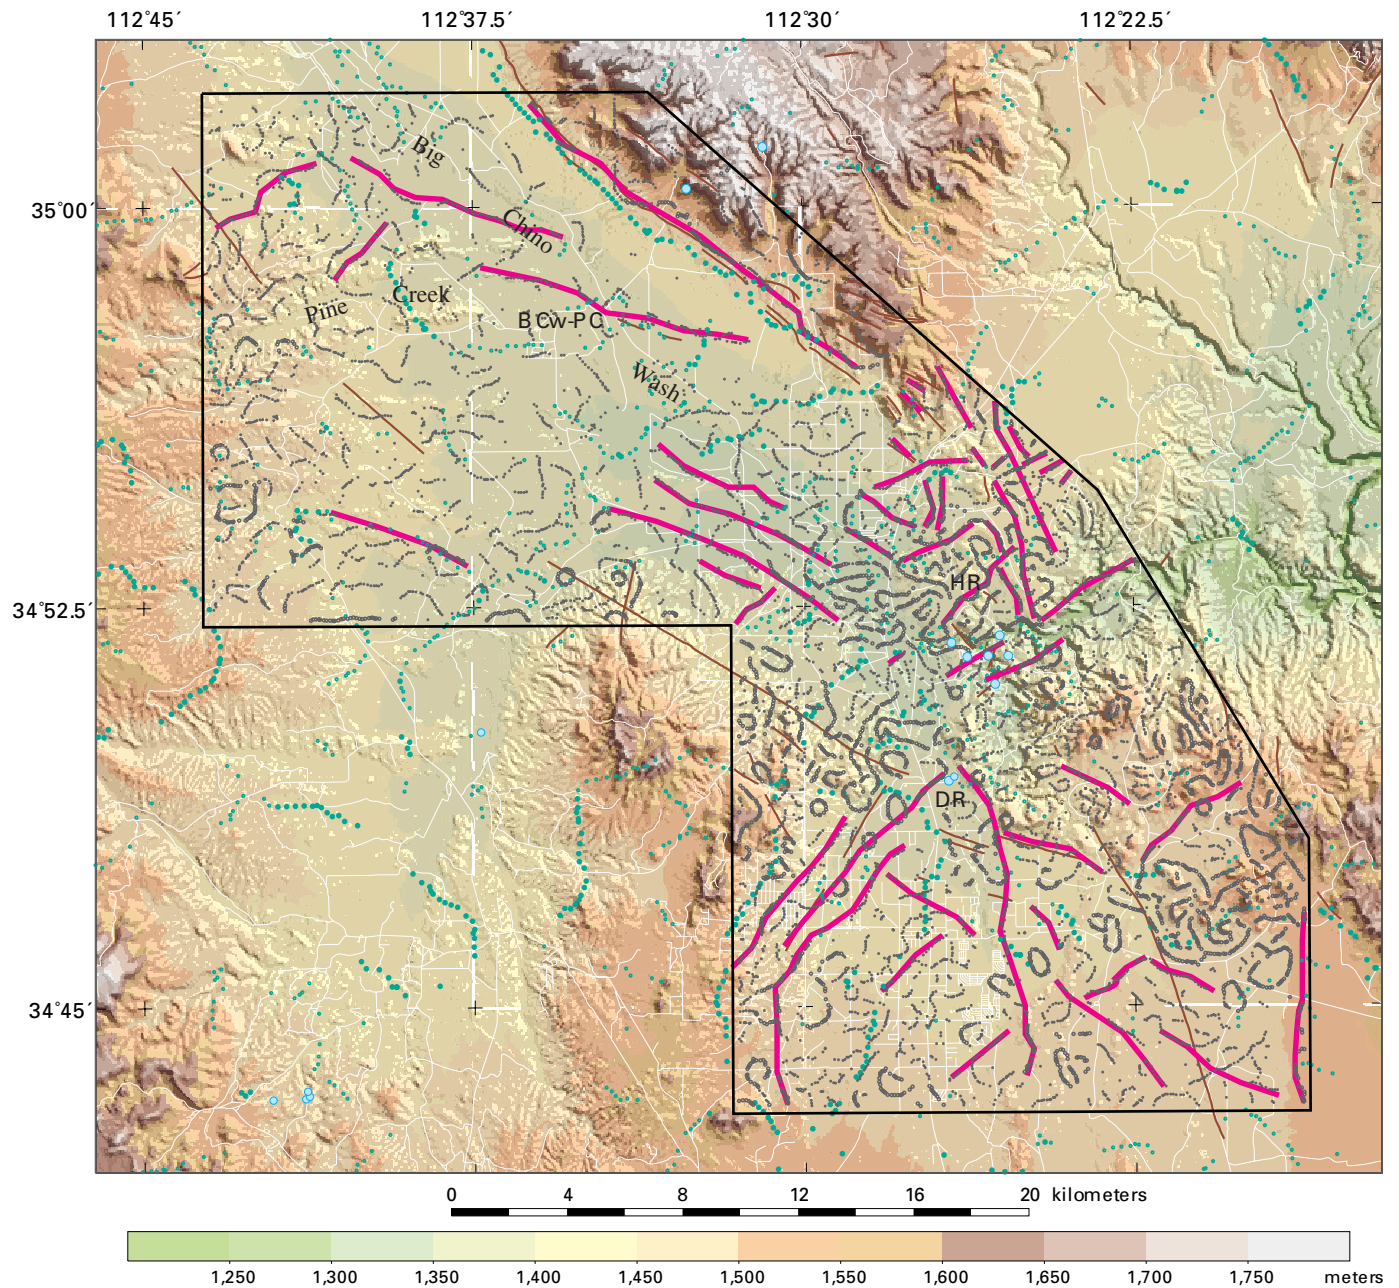 112°45′ 112°37.5′ 112°30′ 112°22.5′
35°00′
34°52.5′
34°45′
Big
Chino
Wash
Pine Creek
BCw-PC
HR
DR
0 4 8 12 16 20 kilometers
1,250 1,300 1,350 1,400 1,450 1,500 1,550 1,600 1,650 1,700 1,750 meters